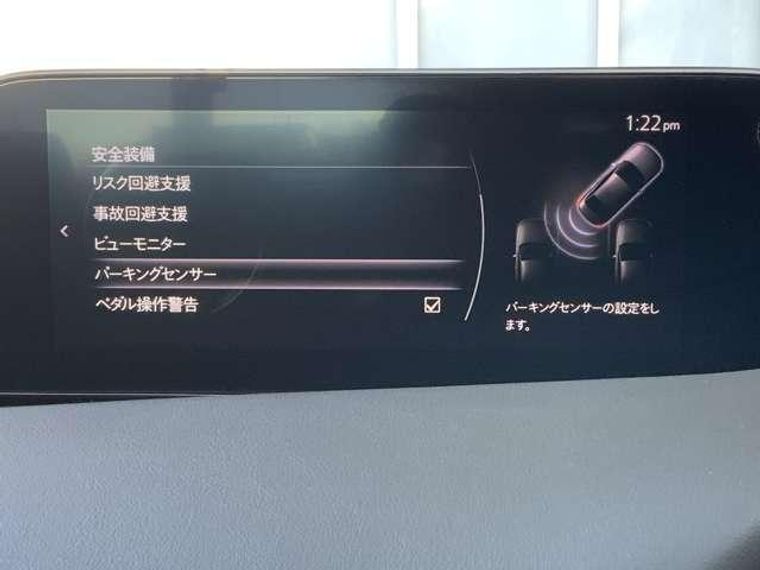 1:22 pm
安全装備
リスク回避支援
事故回避支援
ビューモニター
パーキングセンサー
ペダル操作警告
パーキングセンサーの設定をし
ます。